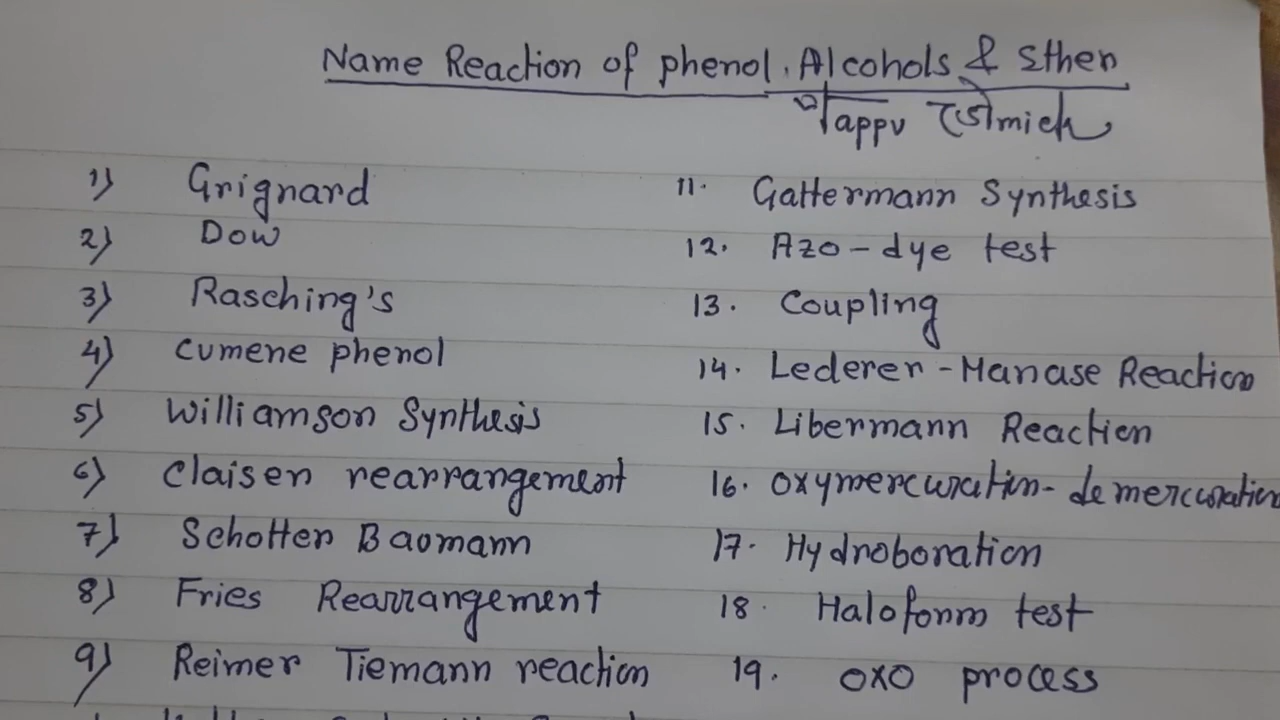 Name Reaction of phenol. Alcohols & Ether
1) Grignard
2) Dow
3) Rasching's
4) Cumene phenol
5) Williamson Synthesis
6) Claisen rearrangement
7) Schotten Baomann
8) Fries Rearrangement
9) Reimer Tiemann reaction
11. Gattermann Synthesis
12. Azo-dye test
13. Coupling
14. Lederer-Manase Reaction
15. Libermann Reaction
16. Oxymercuration-demercuration
17. Hydroboration
18. Haloform test
19. OXO process